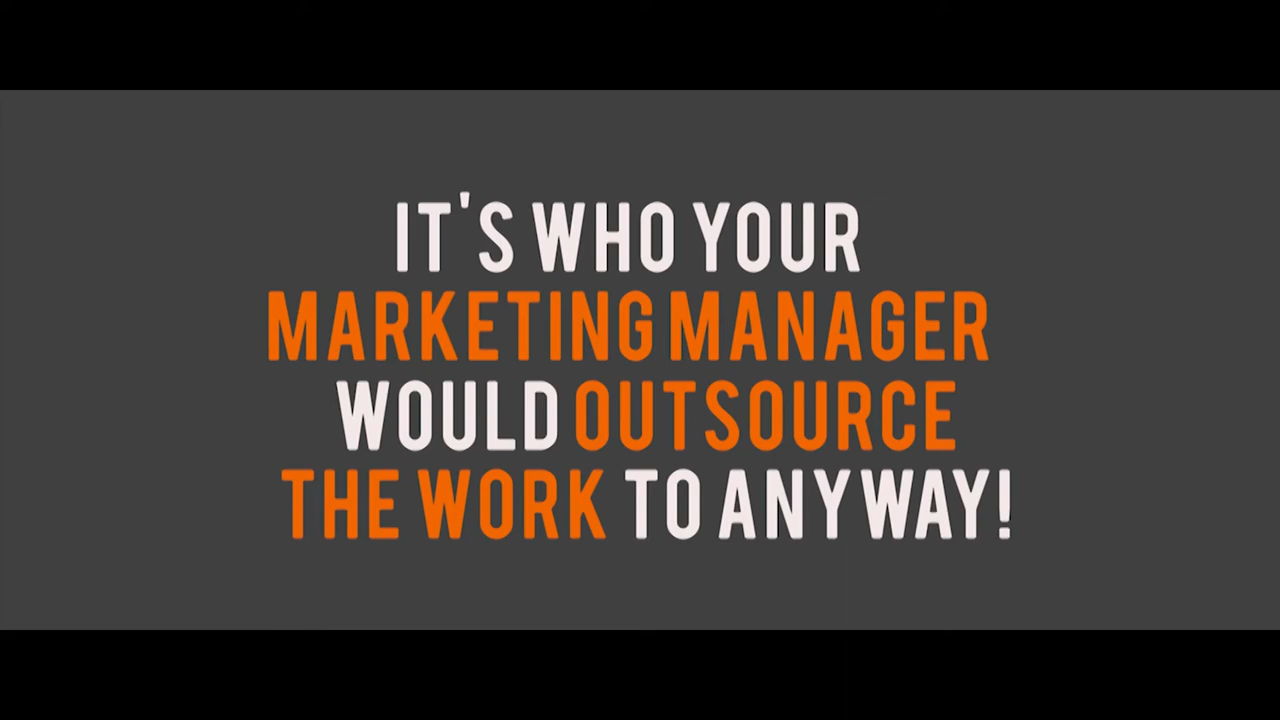 IT'S WHO YOUR
MARKETING MANAGER
WOULD OUTSOURCE
THE WORK TO ANYWAY!